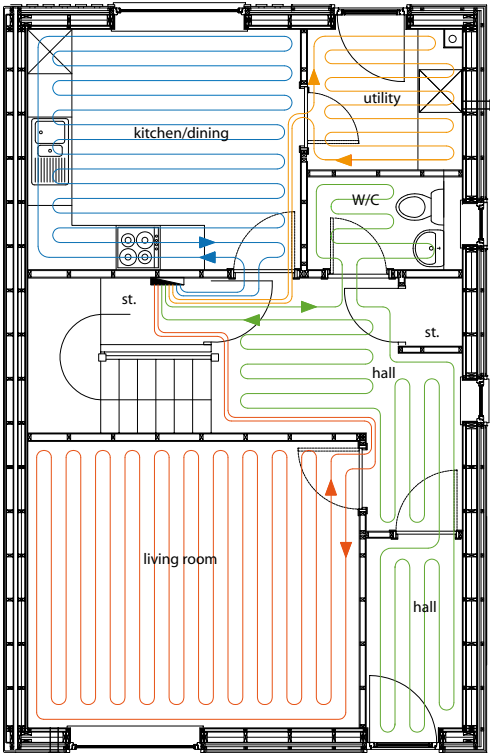 utility
kitchen/dining
W/C
st.
st.
hall
living room
hall